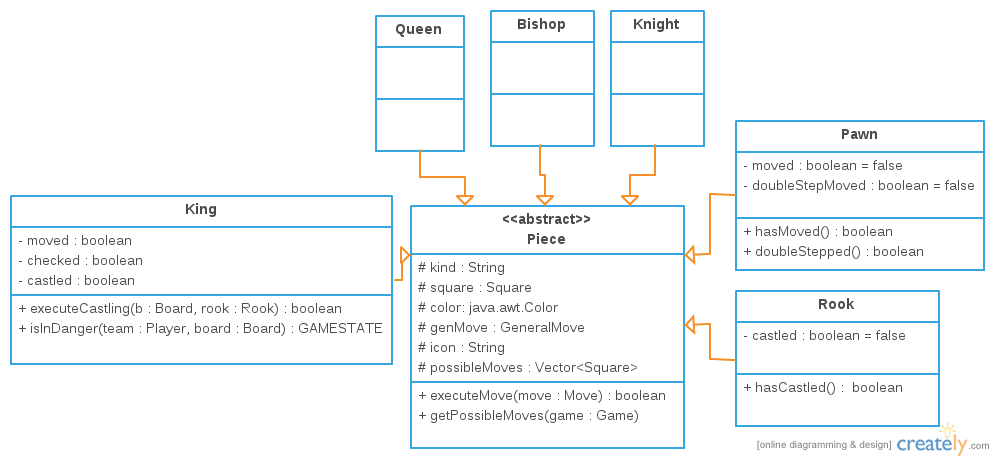 Queen
Bishop
Knight
Pawn
- moved : boolean = false
- doubleStepMoved : boolean = false
+ hasMoved() : boolean
+ doubleStepped() : boolean
King
- moved : boolean
- checked : boolean
- castled : boolean
+ executeCastling(b : Board, rook : Rook) : boolean
+ isInDanger(team : Player, board : Board) : GAMESTATE
<<abstract>>
Piece
# kind : String
# square : Square
# color: java.awt.Color
# genMove : GeneralMove
# icon : String
# possibleMoves : Vector<Square>
+ executeMove(move : Move) : boolean
+ getPossibleMoves(game : Game)
Rook
- castled : boolean = false
+ hasCastled() :  boolean
[online diagramming & design] creately.com